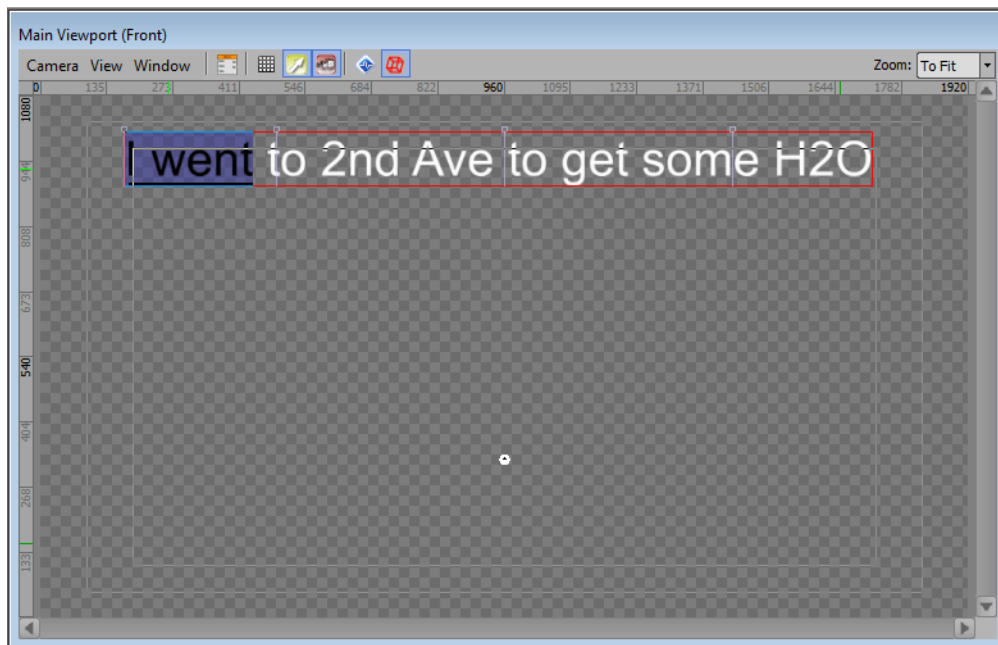 Main Viewport (Front)
Camera View Window Zoom: To Fit
0 135 273 411 546 684 822 960 1095 1233 1371 1506 1644 1782 1920
1080
944
808
673
540
404
268
133
I went to 2nd Ave to get some H2O